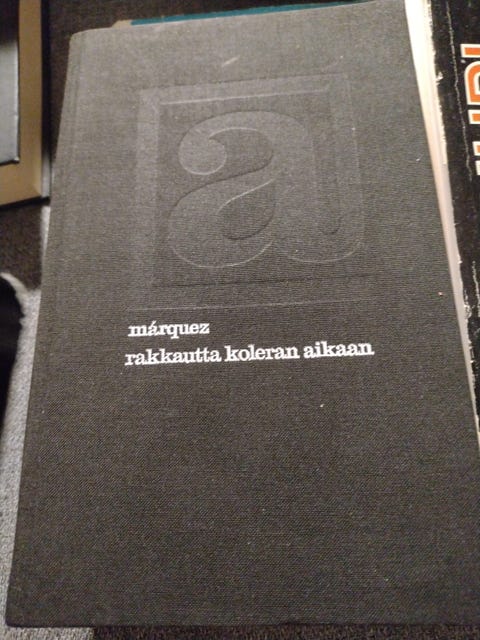 a
márquez
rakkautta koleran aikaan